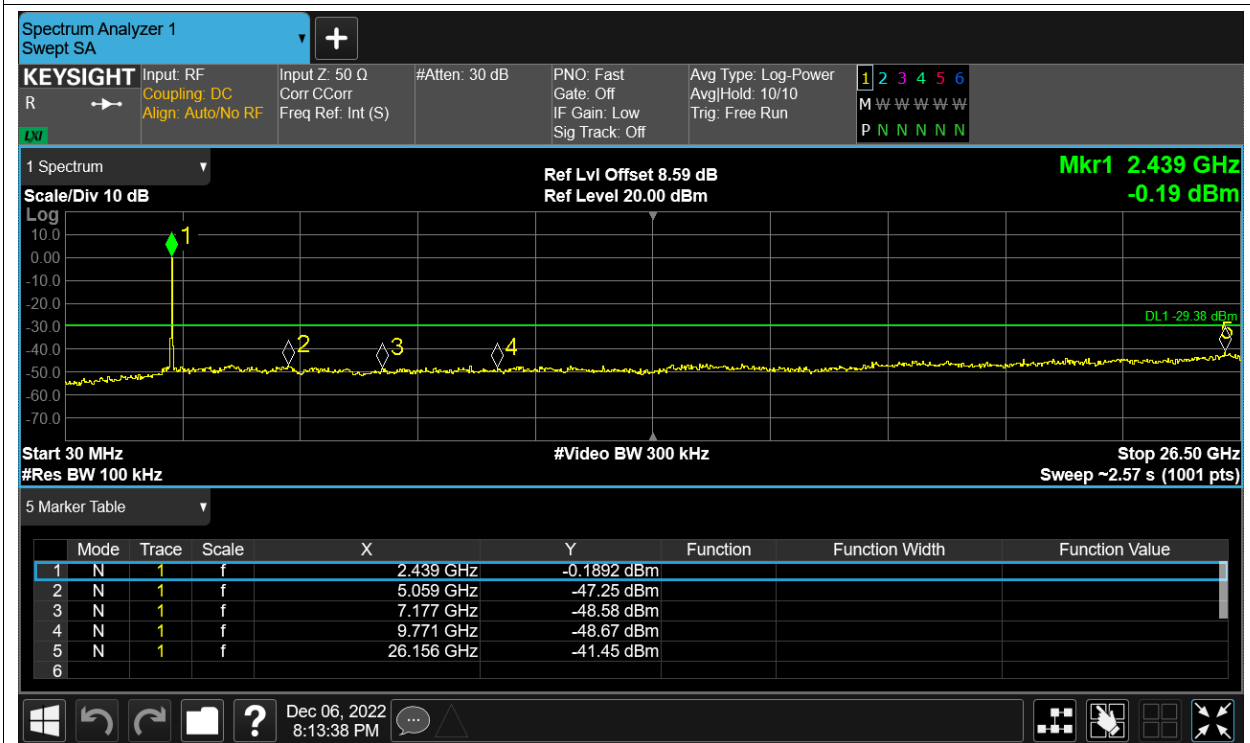 Spectrum Analyzer 1
Swept SA
KEYSIGHT
R
LXI
Input: RF
Coupling: DC
Align: Auto/No RF
Input Z: 50 Ω
Corr CCorr
Freq Ref: Int (S)
#Atten: 30 dB
PNO: Fast
Gate: Off
IF Gain: Low
Sig Track: Off
Avg Type: Log-Power
Avg|Hold: 10/10
Trig: Free Run
1 2 3 4 5 6
M W W W W W W
P N N N N N N
1 Spectrum
Scale/Div 10 dB
Ref Lvl Offset 8.59 dB
Ref Level 20.00 dBm
Mkr1 2.439 GHz
-0.19 dBm
Log
10.0
0.00
-10.0
-20.0
-30.0
-40.0
-50.0
-60.0
-70.0
1
2
3
4
5
DL1 -29.38 dBm
Start 30 MHz
#Res BW 100 kHz
#Video BW 300 kHz
Stop 26.50 GHz
Sweep ~2.57 s (1001 pts)
5 Marker Table
Mode Trace Scale X Y Function Function Width Function Value
1 N 1 f 2.439 GHz -0.1892 dBm
2 N 1 f 5.059 GHz -47.25 dBm
3 N 1 f 7.177 GHz -48.58 dBm
4 N 1 f 9.771 GHz -48.67 dBm
5 N 1 f 26.156 GHz -41.45 dBm
6
?
Dec 06, 2022
8:13:38 PM